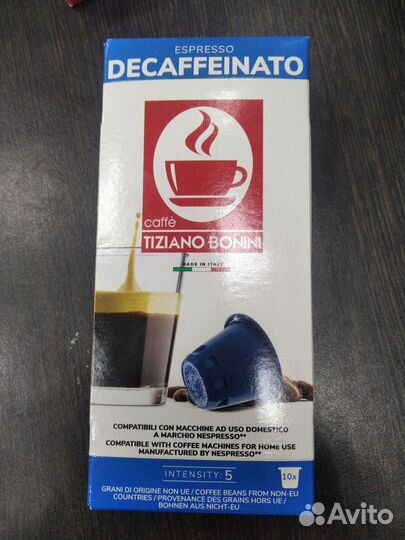 ESPRESSO
DECAFFEINATO
caffè
TIZIANO BONINI
MADE IN ITALY
COMPATIBILI CON MACCHINE AD USO DOMESTICO
A MARCHIO NESPRESSO**
COMPATIBLE WITH COFFEE MACHINES FOR HOME USE
MANUFACTURED BY NESPRESSO**
INTENSITY: 5
10x
GRANI DI ORIGINE NON UE / COFFEE BEANS FROM NON-EU
COUNTRIES / PROVENANCE DES GRAINS HORS UE /
BOHNEN AUS NICHT-EU
Avito